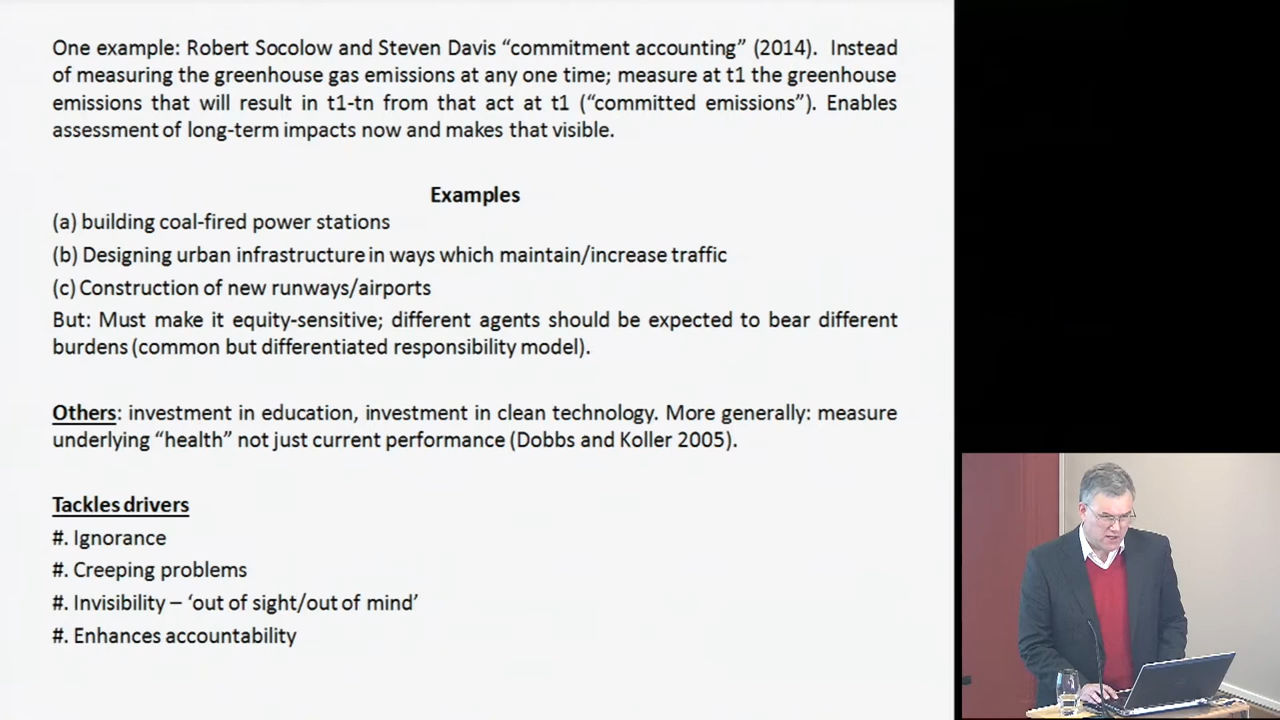 One example: Robert Socolow and Steven Davis “commitment accounting” (2014).  Instead
of measuring the greenhouse gas emissions at any one time; measure at t1 the greenhouse
emissions that will result in t1-tn from that act at t1 (“committed emissions”). Enables
assessment of long-term impacts now and makes that visible.
Examples
(a) building coal-fired power stations
(b) Designing urban infrastructure in ways which maintain/increase traffic
(c) Construction of new runways/airports
But: Must make it equity-sensitive; different agents should be expected to bear different
burdens (common but differentiated responsibility model).
Others: investment in education, investment in clean technology. More generally: measure
underlying “health” not just current performance (Dobbs and Koller 2005).
Tackles drivers
#. Ignorance
#. Creeping problems
#. Invisibility – ‘out of sight/out of mind’
#. Enhances accountability